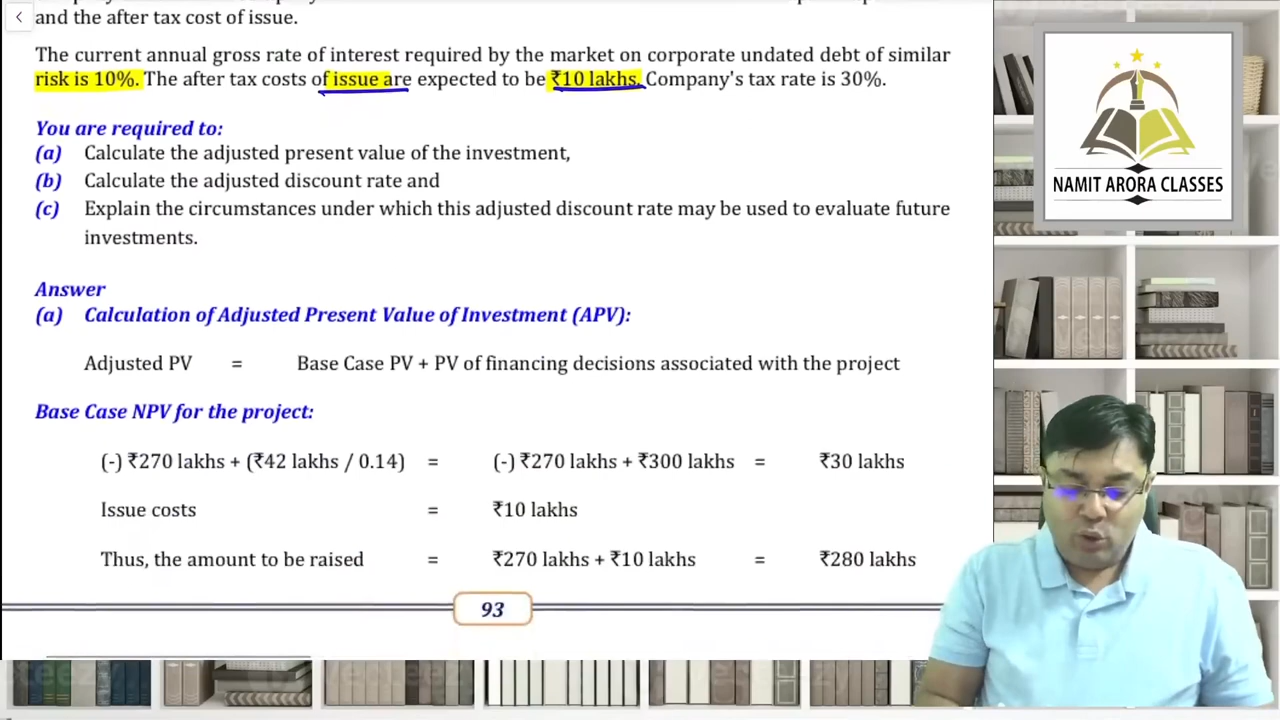 and the after tax cost of issue.
The current annual gross rate of interest required by the market on corporate undated debt of similar
risk is 10%. The after tax costs of issue are expected to be ₹10 lakhs. Company's tax rate is 30%.
You are required to:
(a) Calculate the adjusted present value of the investment,
(b) Calculate the adjusted discount rate and
(c) Explain the circumstances under which this adjusted discount rate may be used to evaluate future
investments.
Answer
(a) Calculation of Adjusted Present Value of Investment (APV):
Adjusted PV = Base Case PV + PV of financing decisions associated with the project
Base Case NPV for the project:
(-) ₹270 lakhs + (₹42 lakhs / 0.14) = (-) ₹270 lakhs + ₹300 lakhs = ₹30 lakhs
Issue costs = ₹10 lakhs
Thus, the amount to be raised = ₹270 lakhs + ₹10 lakhs = ₹280 lakhs
93
NAMIT ARORA CLASSES